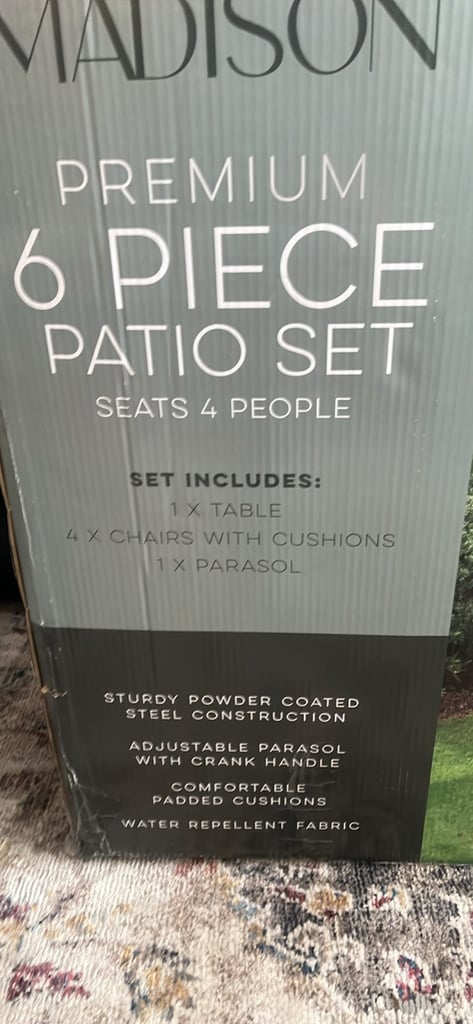 MADISON
PREMIUM
6 PIECE
PATIO SET
SEATS 4 PEOPLE
SET INCLUDES:
1 X TABLE
4 X CHAIRS WITH CUSHIONS
1 X PARASOL
STURDY POWDER COATED
STEEL CONSTRUCTION
ADJUSTABLE PARASOL
WITH CRANK HANDLE
COMFORTABLE
PADDED CUSHIONS
WATER REPELLENT FABRIC